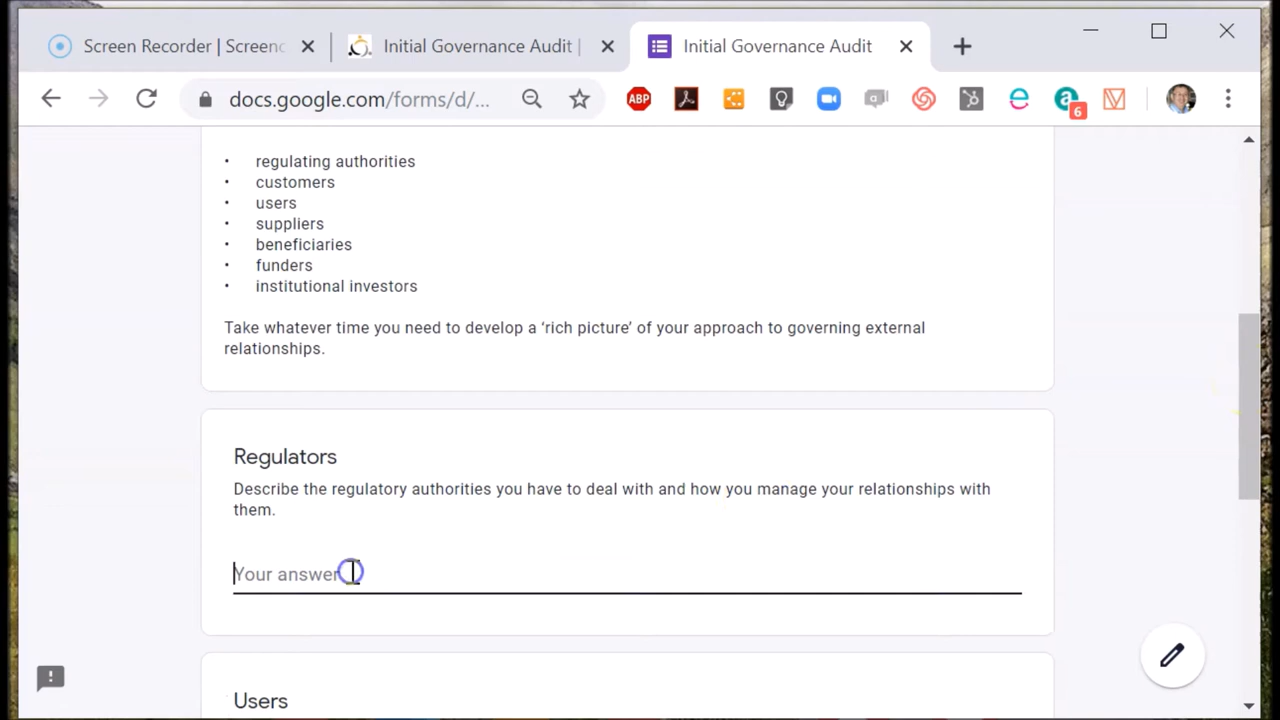 Screen Recorder | Screenc
Initial Governance Audit |
Initial Governance Audit
docs.google.com/forms/d/...
ABP
a
6
• regulating authorities
• customers
• users
• suppliers
• beneficiaries
• funders
• institutional investors
Take whatever time you need to develop a ‘rich picture’ of your approach to governing external
relationships.
Regulators
Describe the regulatory authorities you have to deal with and how you manage your relationships with
them.
Your answer
Users